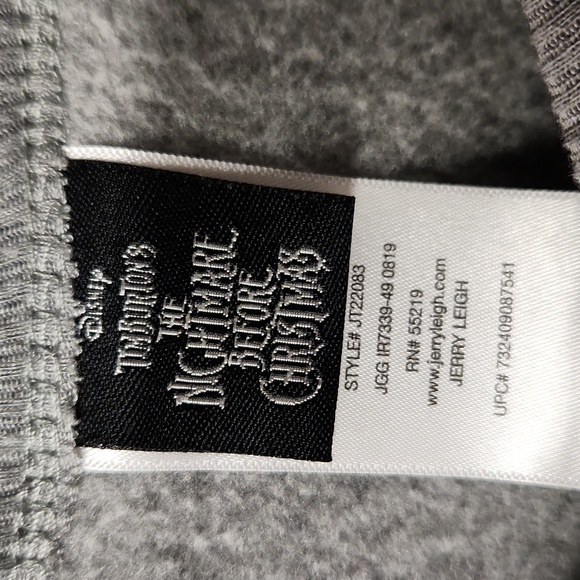 Disney
TIM BURTON'S
THE
NIGHTMARE
BEFORE
CHRISTMAS
STYLE# JT22083
JGG IR7339-49 0819
RN# 55219
www.jerryleigh.com
JERRY LEIGH
UPC# 732409087541